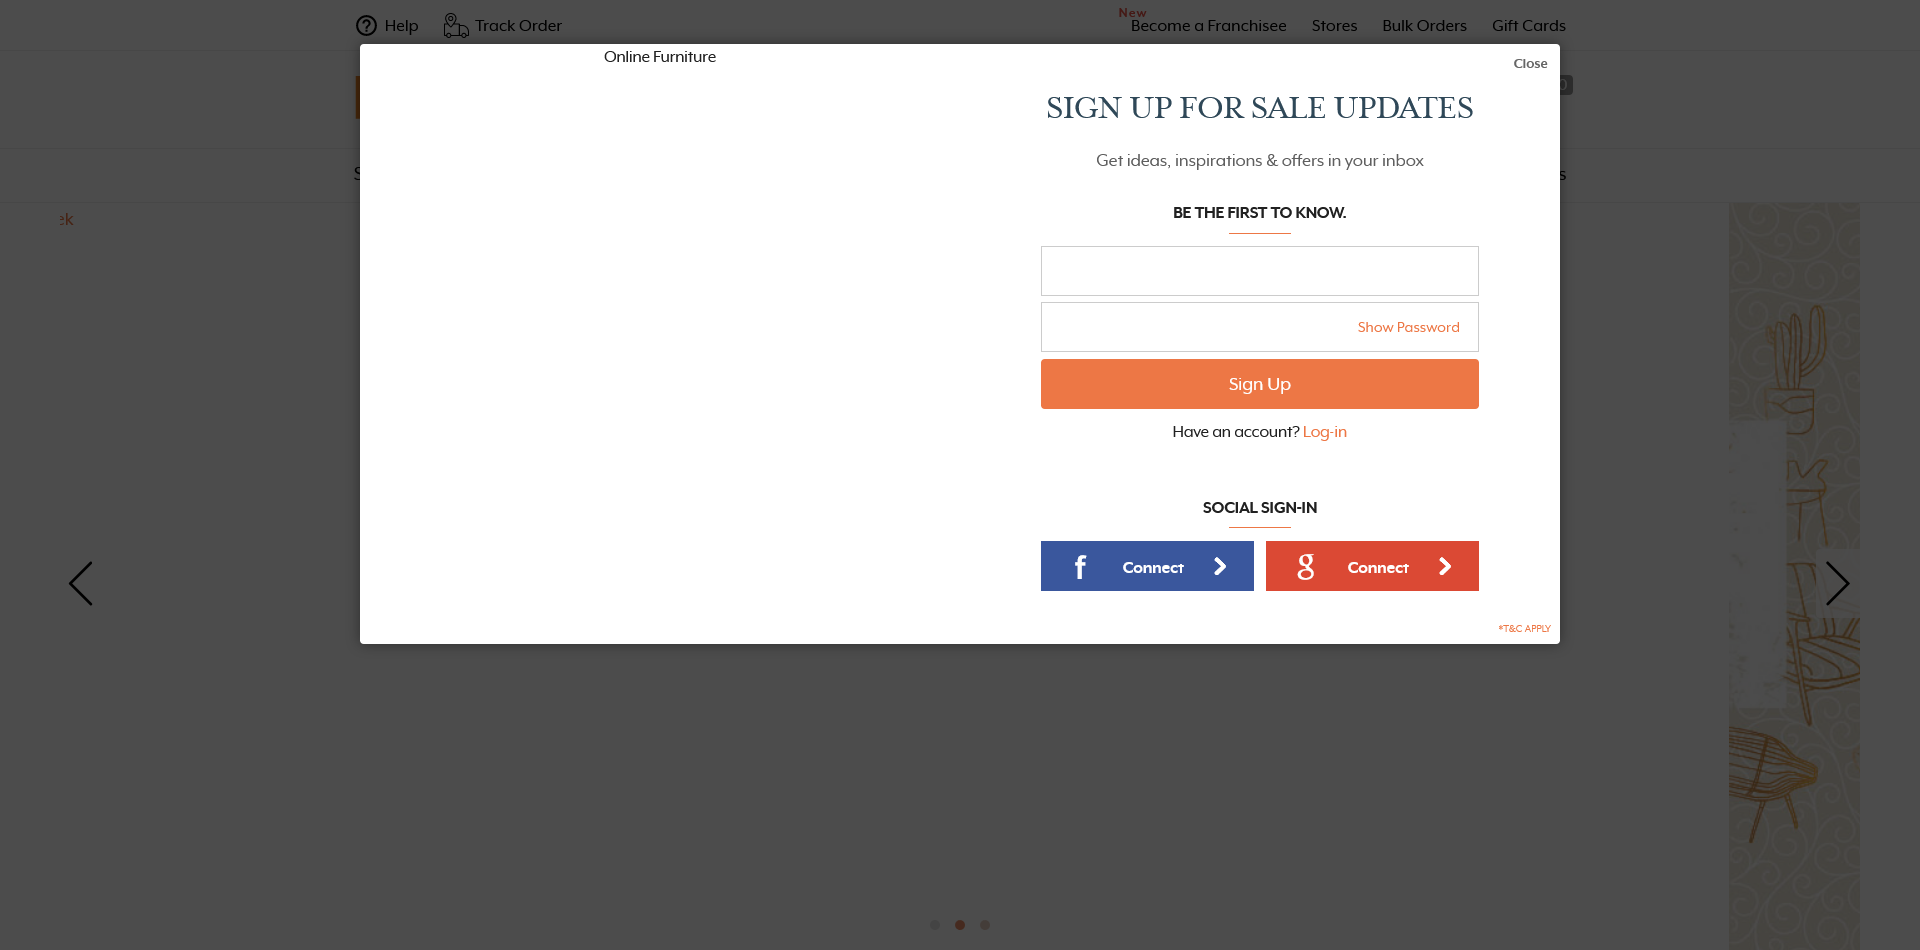 Help
Track Order
New
Become a Franchisee
Stores
Bulk Orders
Gift Cards
Online Furniture
Close
SIGN UP FOR SALE UPDATES
Get ideas, inspirations & offers in your inbox
BE THE FIRST TO KNOW.
Show Password
Sign Up
Have an account? Log-in
SOCIAL SIGN-IN
f Connect
g Connect
*T&C APPLY